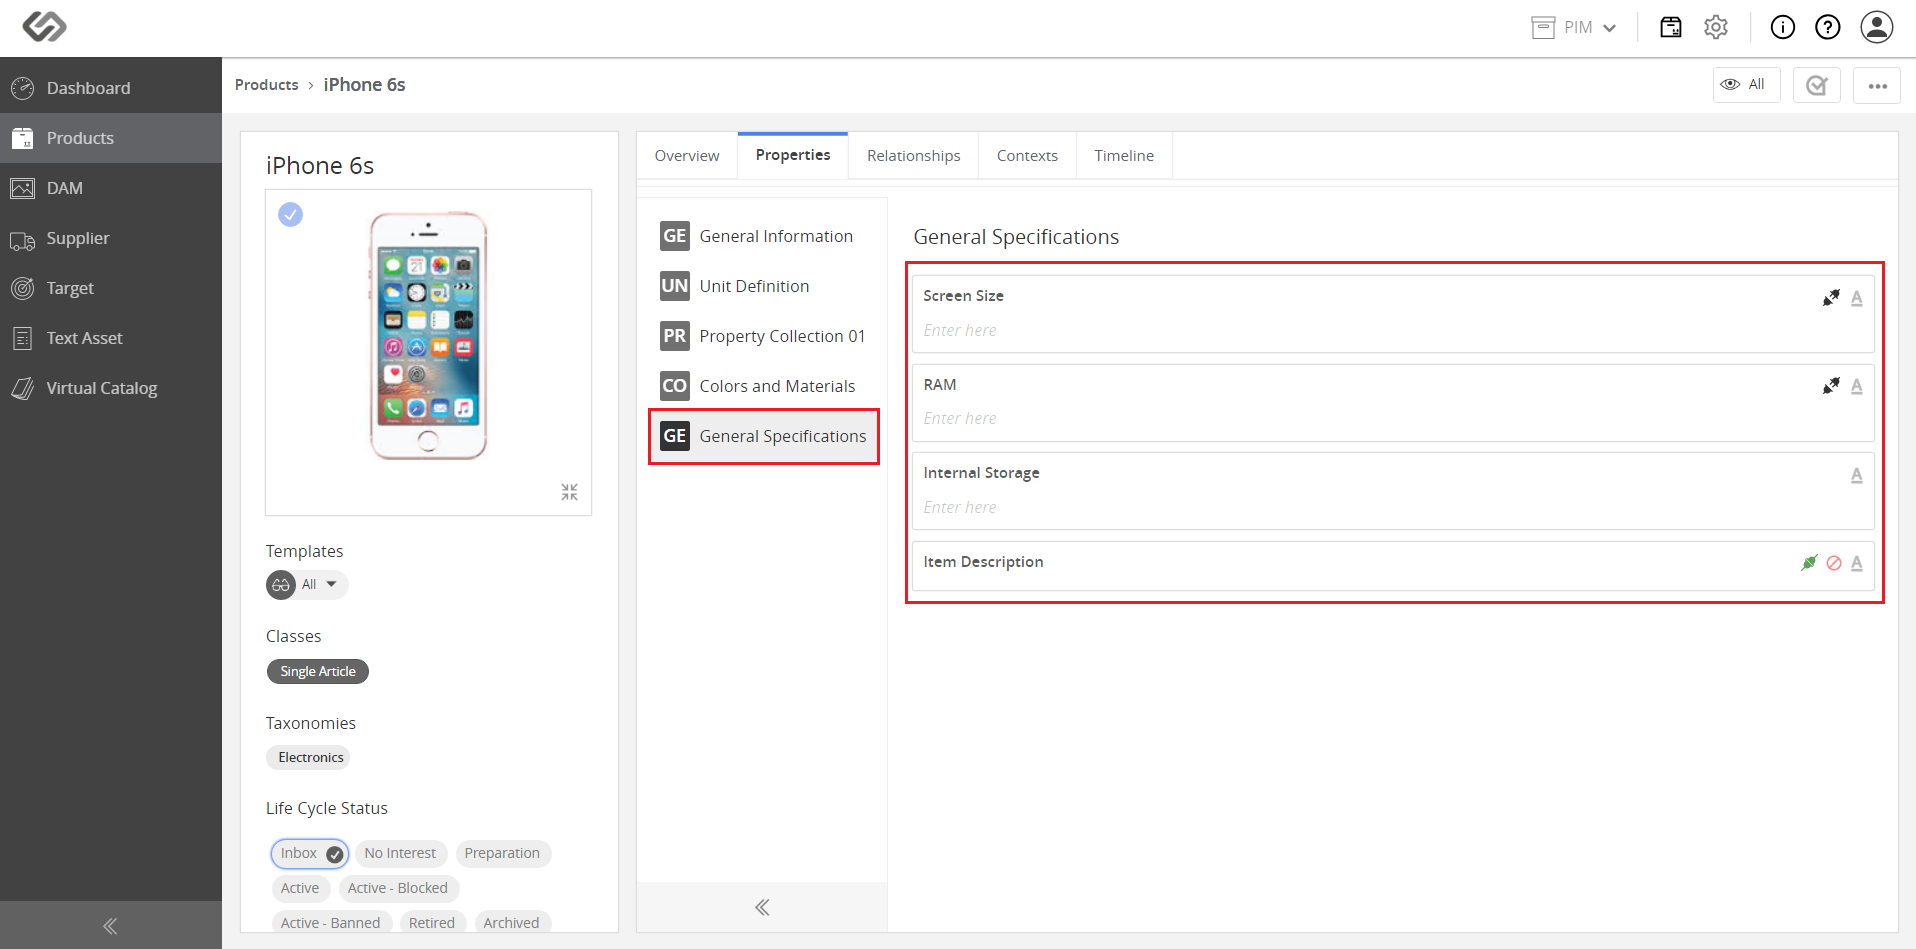 PIM
Dashboard
Products
DAM
Supplier
Target
Text Asset
Virtual Catalog
Products › iPhone 6s
All
iPhone 6s
Templates
All
Classes
Single Article
Taxonomies
Electronics
Life Cycle Status
Inbox No Interest Preparation
Active Active - Blocked
Active - Banned Retired Archived
Overview Properties Relationships Contexts Timeline
GE General Information
UN Unit Definition
PR Property Collection 01
CO Colors and Materials
GE General Specifications
General Specifications
Screen Size
A
Enter here
RAM
A
Enter here
Internal Storage
A
Enter here
Item Description
A